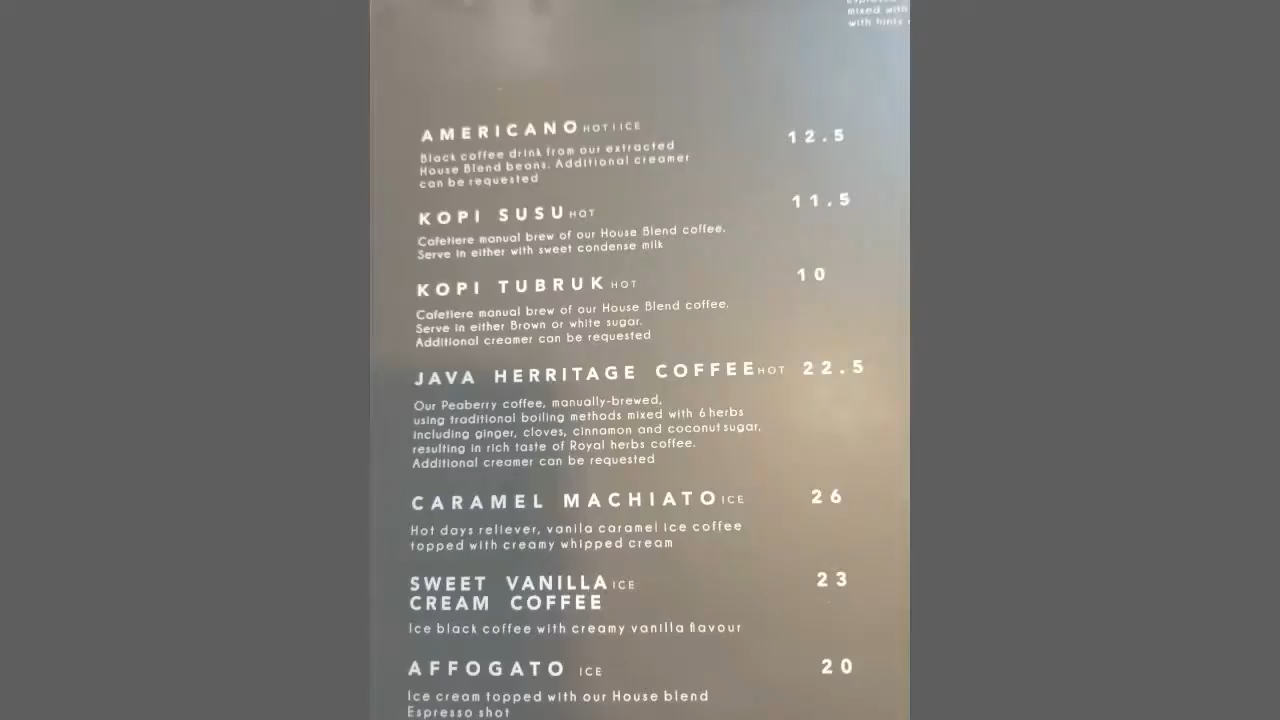 mixed with
with hints
AMERICANO HOT I ICE 12.5
Black coffee drink from our extracted
House Blend beans. Additional creamer
can be requested
KOPI SUSU HOT 11.5
Cafetiere manual brew of our House Blend coffee.
Serve in either with sweet condense milk
KOPI TUBRUK HOT 10
Cafetiere manual brew of our House Blend coffee.
Serve in either Brown or white sugar.
Additional creamer can be requested
JAVA HERRITAGE COFFEE HOT 22.5
Our Peaberry coffee, manually-brewed,
using traditional boiling methods mixed with 6 herbs
including ginger, cloves, cinnamon and coconut sugar,
resulting in rich taste of Royal herbs coffee.
Additional creamer can be requested
CARAMEL MACHIATO ICE 26
Hot days reliever, vanila caramel ice coffee
topped with creamy whipped cream
SWEET VANILLA ICE 23
CREAM COFFEE
Ice black coffee with creamy vanilla flavour
AFFOGATO ICE 20
Ice cream topped with our House blend
Espresso shot